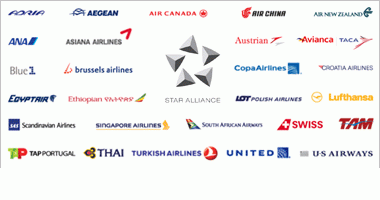 ADRIA
AEGEAN
AIR CANADA
AIR CHINA
AIR NEW ZEALAND
ANA
ASIANA AIRLINES
Austrian
Avianca
TACA
Blue1
brussels airlines
CopaAirlines
CROATIA AIRLINES
STAR ALLIANCE
EGYPTAIR
Ethiopian
LOT POLISH AIRLINES
Lufthansa
SAS Scandinavian Airlines
SINGAPORE AIRLINES
SOUTH AFRICAN AIRWAYS
SWISS
TAM
TAP PORTUGAL
THAI
TURKISH AIRLINES
UNITED
U·S AIRWAYS